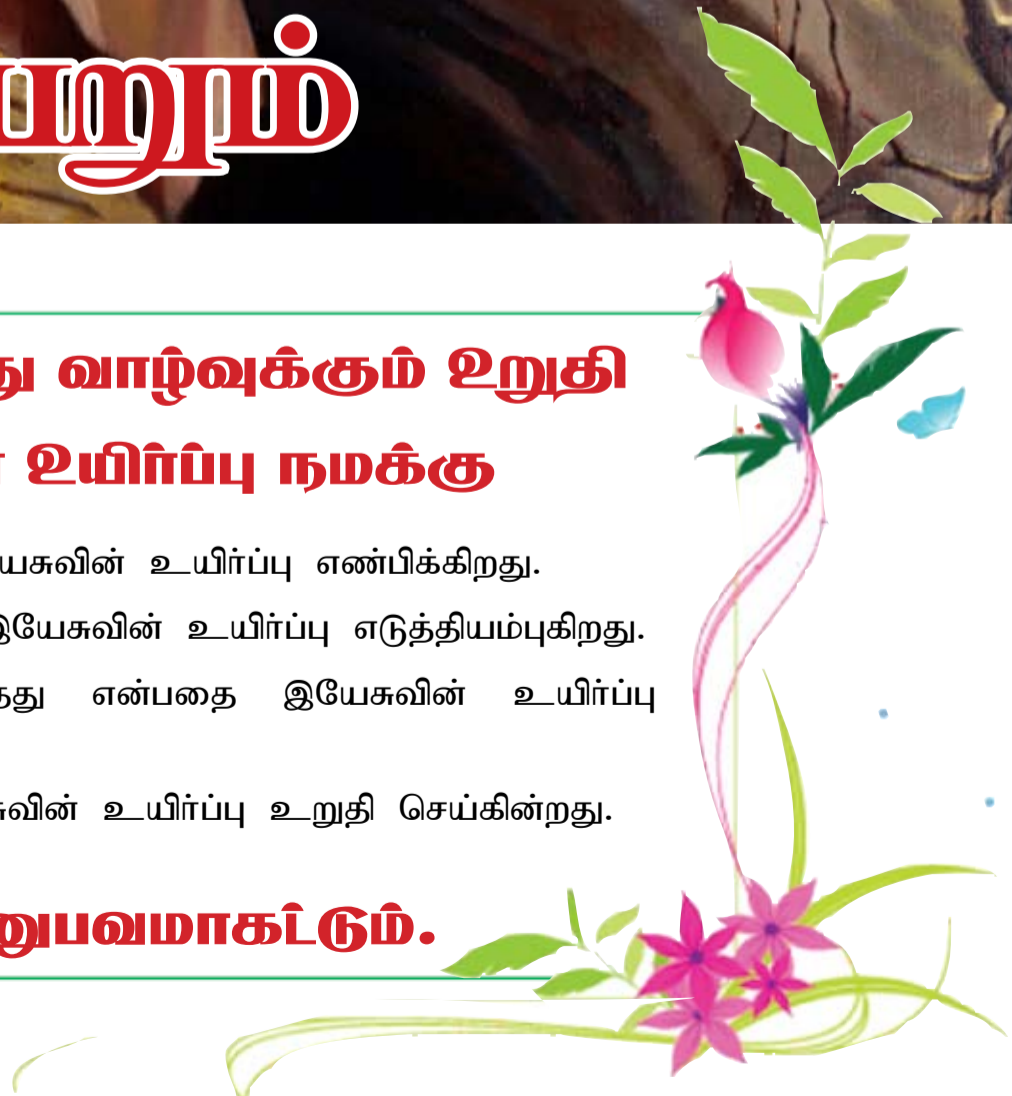 பெறும்
வாழ்வுக்கும் உறுதி
உயிர்ப்பு நமக்கு
யேசுவின் உயிர்ப்பு எண்பிக்கிறது.
இயேசுவின் உயிர்ப்பு எடுத்தியம்புகிறது.
என்பதை இயேசுவின் உயிர்ப்பு
சுவின் உயிர்ப்பு உறுதி செய்கின்றது.
னுபவமாகட்டும்.